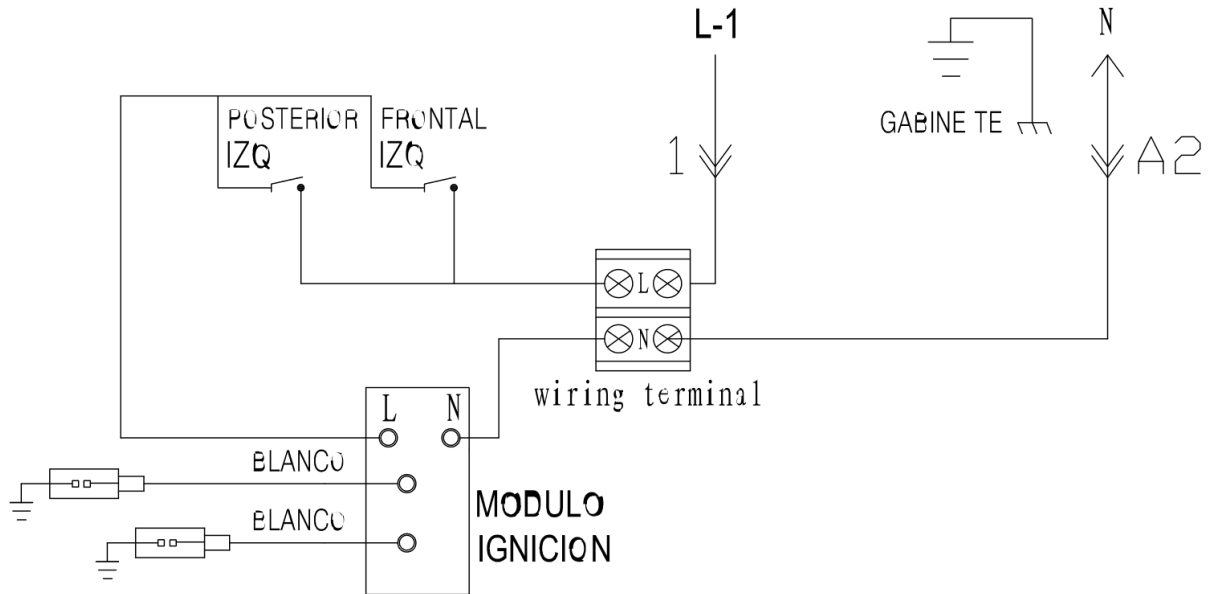 L-1
N
POSTERIOR
IZQ
FRONTAL
IZQ
GABINE TE
1
A2
L
N
wiring terminal
L
N
BLANCO
BLANCO
MODULO
IGNICION